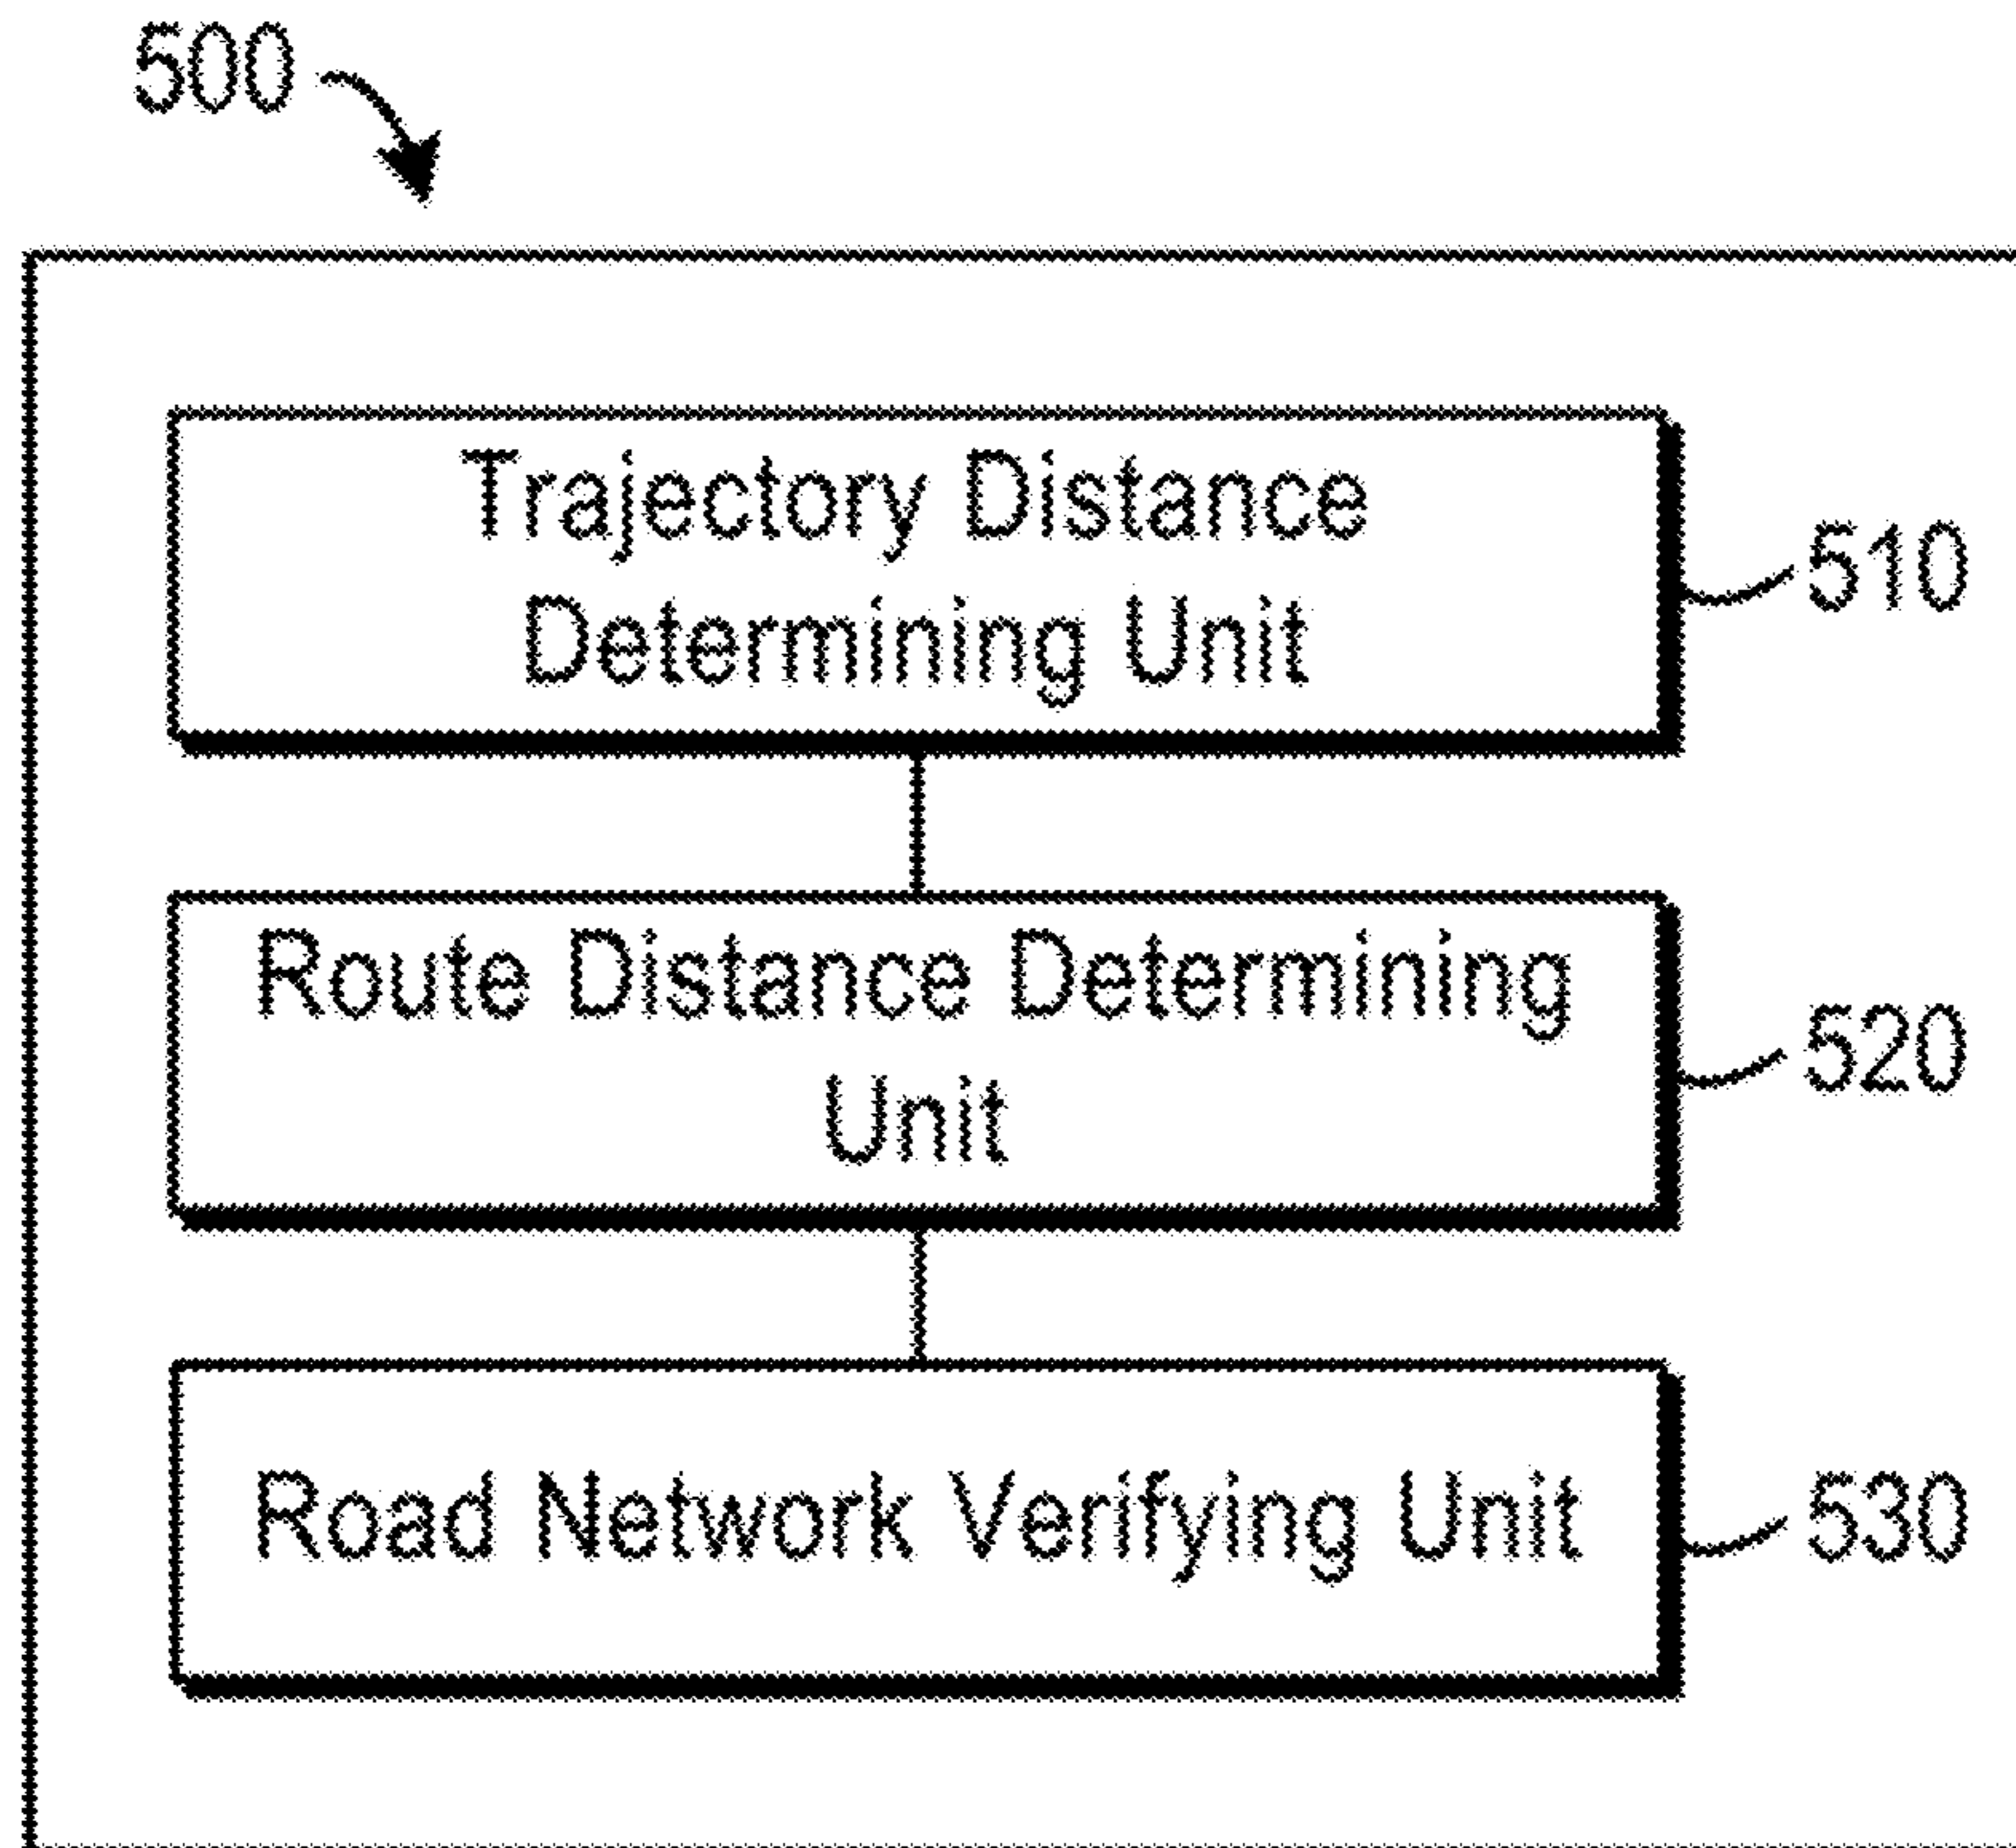 500
Trajectory Distance
Determining Unit
510
Route Distance Determining
Unit
520
Road Network Verifying Unit
530